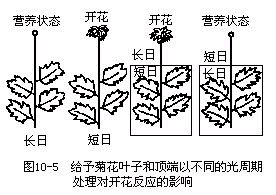 营养状态 开花 开花 营养状态
长日 短日
短日 长日
长日 短日
图10-5 给予菊花叶子和顶端以不同的光周期
处理对开花反应的影响